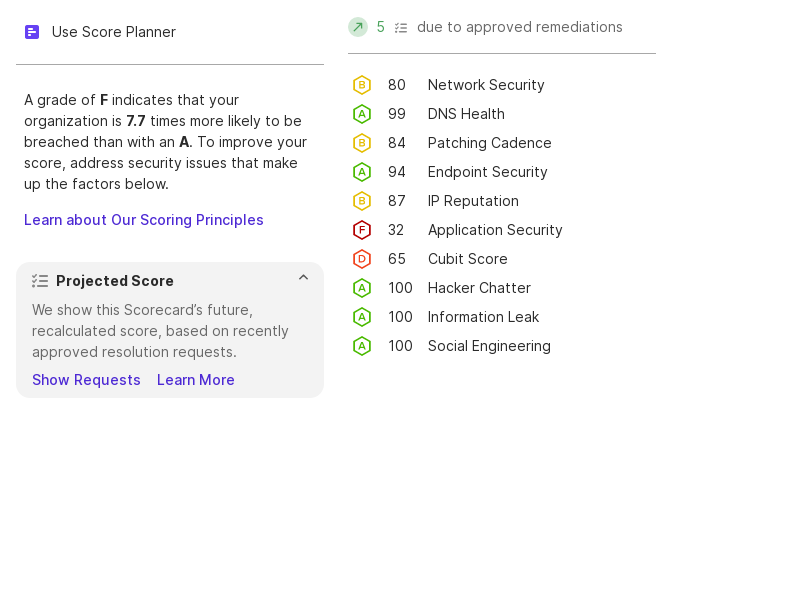 Use Score Planner
A grade of F indicates that your
organization is 7.7 times more likely to be
breached than with an A. To improve your
score, address security issues that make
up the factors below.
Learn about Our Scoring Principles
Projected Score
We show this Scorecard’s future,
recalculated score, based on recently
approved resolution requests.
Show Requests Learn More
5 due to approved remediations
B 80 Network Security
A 99 DNS Health
B 84 Patching Cadence
A 94 Endpoint Security
B 87 IP Reputation
F 32 Application Security
D 65 Cubit Score
A 100 Hacker Chatter
A 100 Information Leak
A 100 Social Engineering